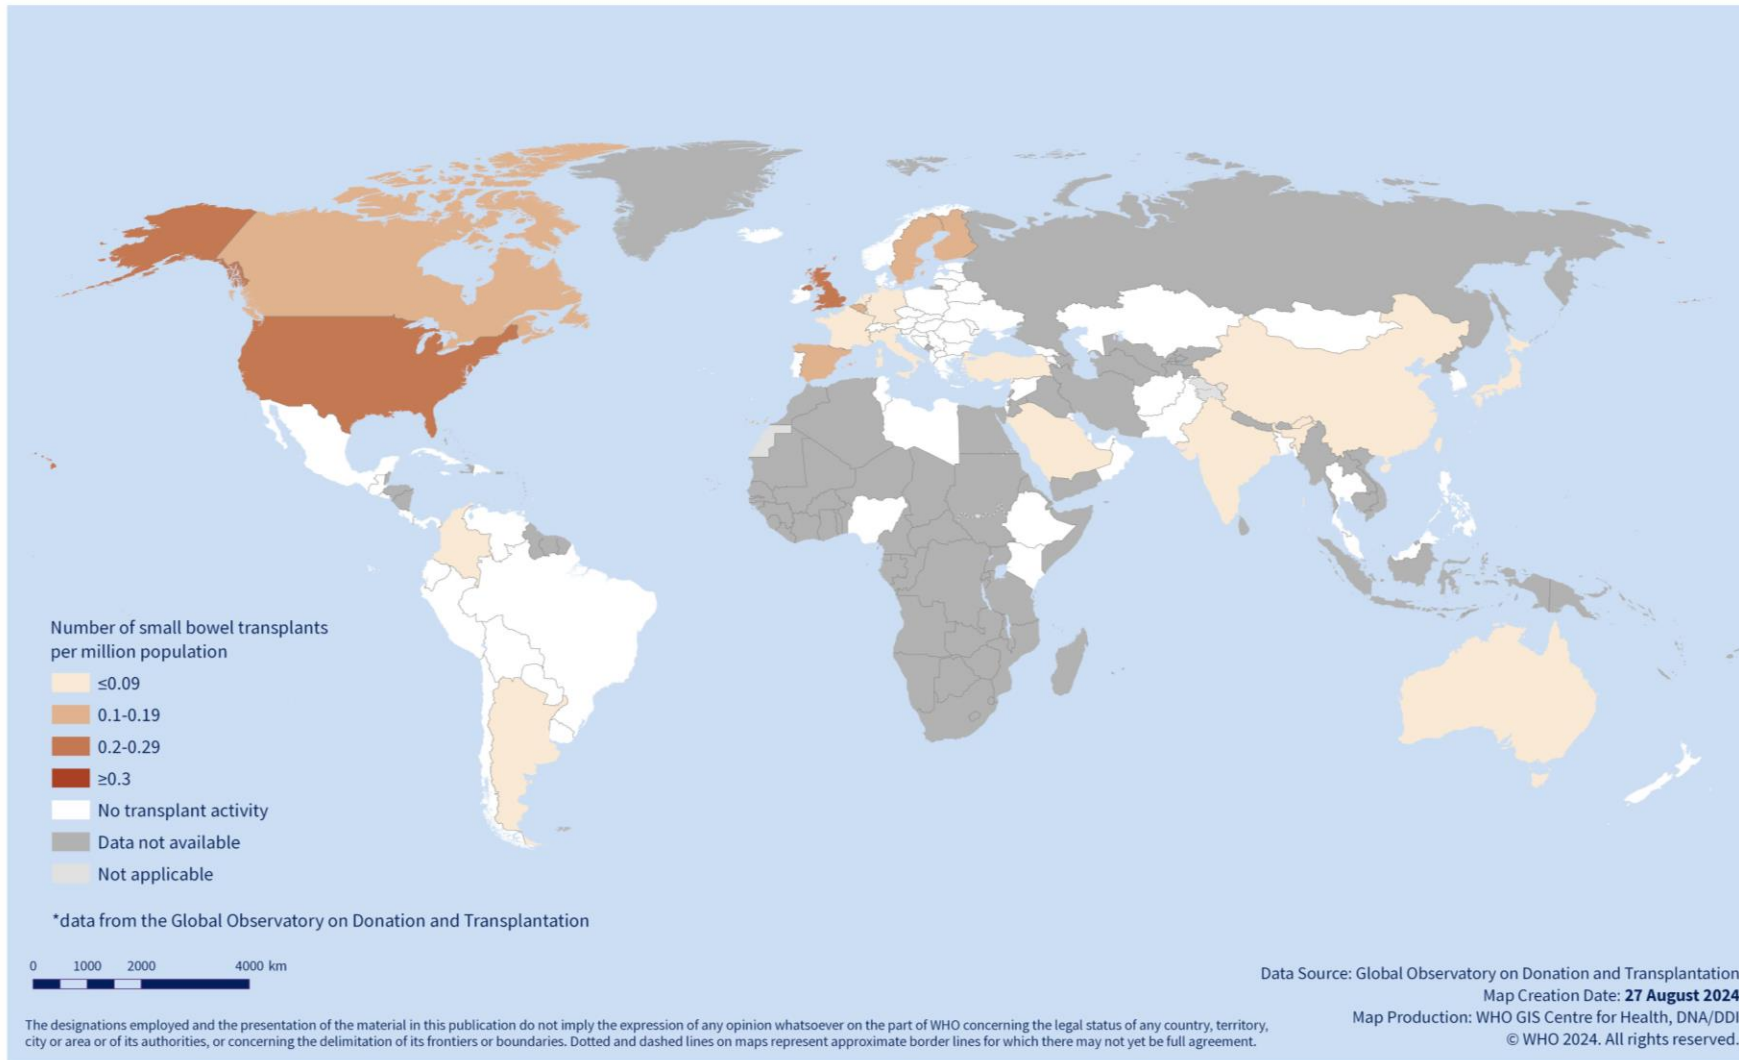 Number of small bowel transplants
per million population
≤0.09
0.1-0.19
0.2-0.29
≥0.3
No transplant activity
Data not available
Not applicable
*data from the Global Observatory on Donation and Transplantation
0 1000 2000 4000 km
Data Source: Global Observatory on Donation and Transplantation
Map Creation Date: 27 August 2024
Map Production: WHO GIS Centre for Health, DNA/DDI
© WHO 2024. All rights reserved.
The designations employed and the presentation of the material in this publication do not imply the expression of any opinion whatsoever on the part of WHO concerning the legal status of any country, territory,
city or area or of its authorities, or concerning the delimitation of its frontiers or boundaries. Dotted and dashed lines on maps represent approximate border lines for which there may not yet be full agreement.